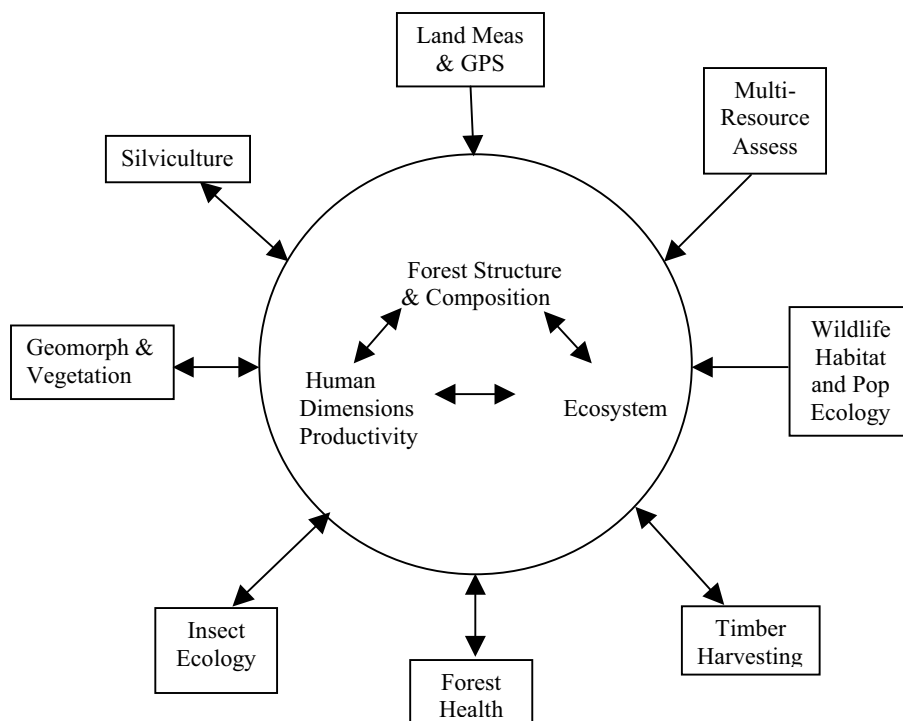 Land Meas
& GPS
Multi-
Resource
Assess
Silviculture
Forest Structure
& Composition
Geomorph &
Vegetation
Human
Dimensions
Productivity
Ecosystem
Wildlife
Habitat
and Pop
Ecology
Insect
Ecology
Forest
Health
Timber
Harvesting